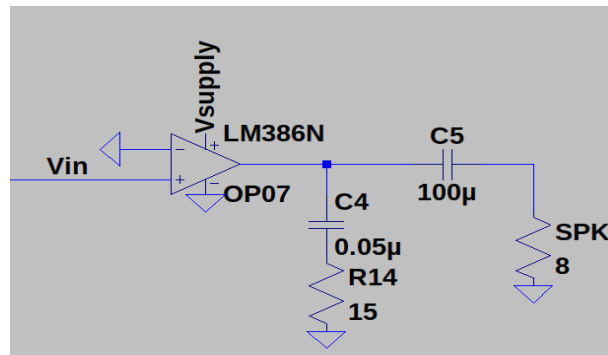 Vsupply
LM386N
Vin
OP07
C4
0.05µ
R14
15
C5
100µ
SPK
8